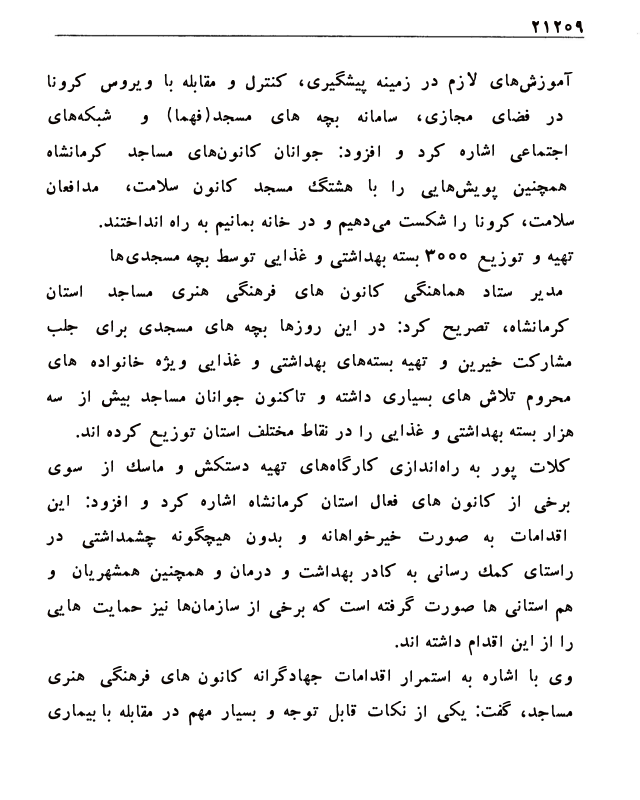 ۲۱۲۵۹
آموزش‌های لازم در زمینه پیشگیری، کنترل و مقابله با ویروس کرونا
در فضای مجازی، سامانه بچه های مسجد(فهما) و شبکه‌های
اجتماعی اشاره کرد و افزود: جوانان کانون‌های مساجد کرمانشاه
همچنین پویش‌هایی را با هشتگ مسجد کانون سلامت، مدافعان
سلامت، کرونا را شکست می‌دهیم و در خانه بمانیم به راه انداختند.
تهیه و توزیع ۳۰۰۰ بسته بهداشتی و غذایی توسط بچه مسجدی‌ها
مدیر ستاد هماهنگی کانون های فرهنگی هنری مساجد استان
کرمانشاه، تصریح کرد: در این روزها بچه های مسجدی برای جلب
مشارکت خیرین و تهیه بسته‌های بهداشتی و غذایی ویژه خانواده های
محروم تلاش های بسیاری داشته و تاکنون جوانان مساجد بیش از سه
هزار بسته بهداشتی و غذایی را در نقاط مختلف استان توزیع کرده اند.
کلات پور به راه‌اندازی کارگاه‌های تهیه دستکش و ماسک از سوی
برخی از کانون های فعال استان کرمانشاه اشاره کرد و افزود: این
اقدامات به صورت خیرخواهانه و بدون هیچگونه چشمداشتی در
راستای کمک رسانی به کادر بهداشت و درمان و همچنین همشهریان و
هم استانی ها صورت گرفته است که برخی از سازمان‌ها نیز حمایت هایی
را از این اقدام داشته اند.
وی با اشاره به استمرار اقدامات جهادگرانه کانون های فرهنگی هنری
مساجد، گفت: یکی از نکات قابل توجه و بسیار مهم در مقابله با بیماری